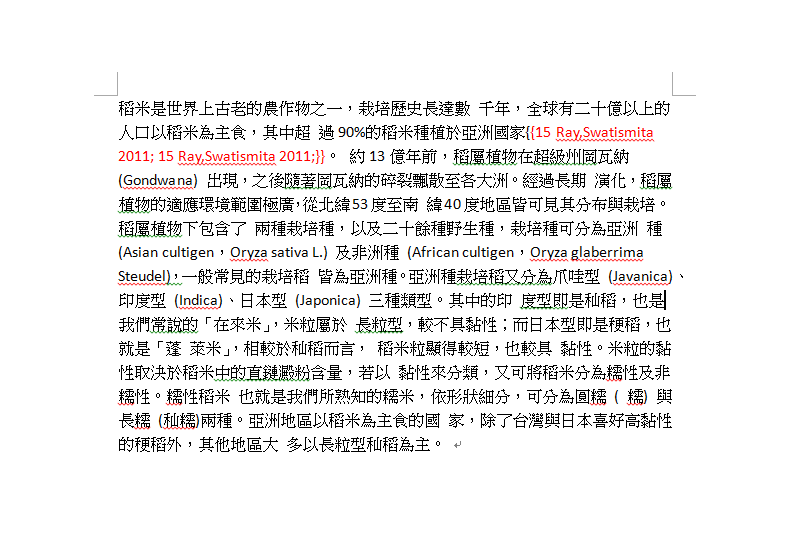 稻米是世界上古老的農作物之一，栽培歷史長達數 千年，全球有二十億以上的
人口以稻米為主食，其中超 過 90%的稻米種植於亞洲國家{{15 Ray,Swatismita
2011; 15 Ray,Swatismita 2011;}}。 約 13 億年前，稻屬植物在超級州岡瓦納
(Gondwana) 出現，之後隨著岡瓦納的碎裂飄散至各大洲。經過長期 演化，稻屬
植物的適應環境範圍極廣，從北緯 53 度至南 緯 40 度地區皆可見其分布與栽培。
稻屬植物下包含了 兩種栽培種，以及二十餘種野生種，栽培種可分為亞洲 種
(Asian cultigen，Oryza sativa L.) 及非洲種 (African cultigen，Oryza glaberrima
Steudel)，一般常見的栽培稻 皆為亞洲種。亞洲種栽培稻又分為爪哇型 (Javanica)、
印度型 (Indica)、日本型 (Japonica) 三種類型。其中的印 度型即是秈稻，也是
我們常說的「在來米」，米粒屬於 長粒型，較不具黏性；而日本型即是稉稻，也
就是「蓬 萊米」，相較於秈稻而言， 稻米粒顯得較短，也較具 黏性。米粒的黏
性取決於稻米中的直鏈澱粉含量，若以 黏性來分類，又可將稻米分為糯性及非
糯性。糯性稻米 也就是我們所熟知的糯米，依形狀細分，可分為圓糯 ( 糯) 與
長糯 (秈糯)兩種。亞洲地區以稻米為主食的國 家，除了台灣與日本喜好高黏性
的稉稻外，其他地區大 多以長粒型秈稻為主。